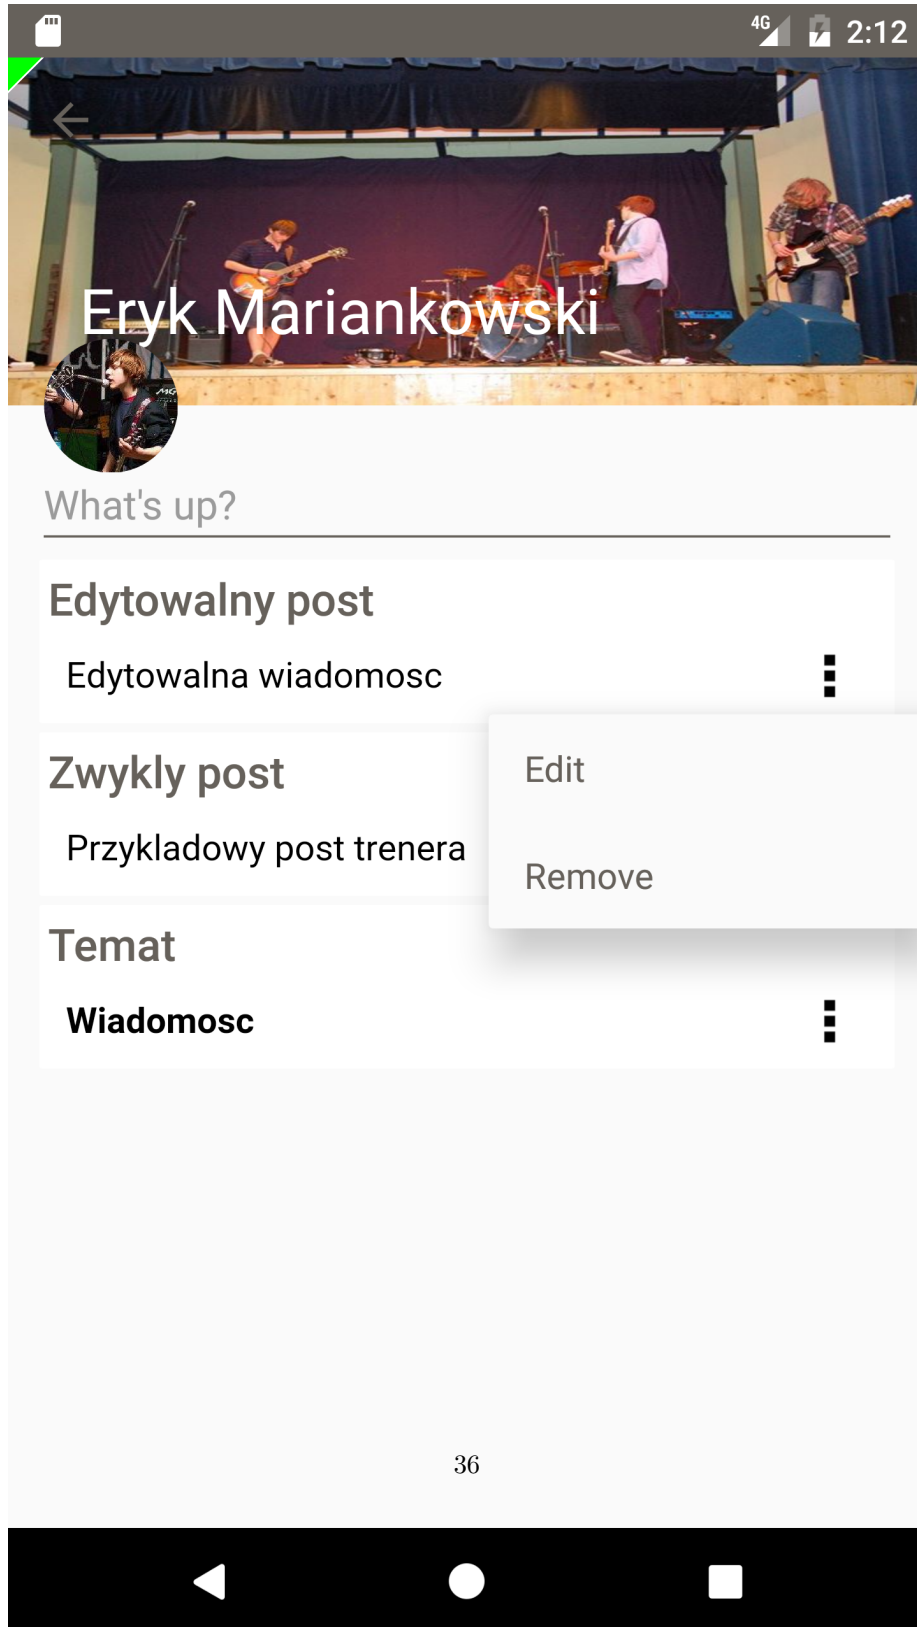 4G 2:12
Eryk Mariankowski
What's up?
Edytowalny post
Edytowalna wiadomosc
Edit
Zwykly post
Przykladowy post trenera
Remove
Temat
Wiadomosc
36